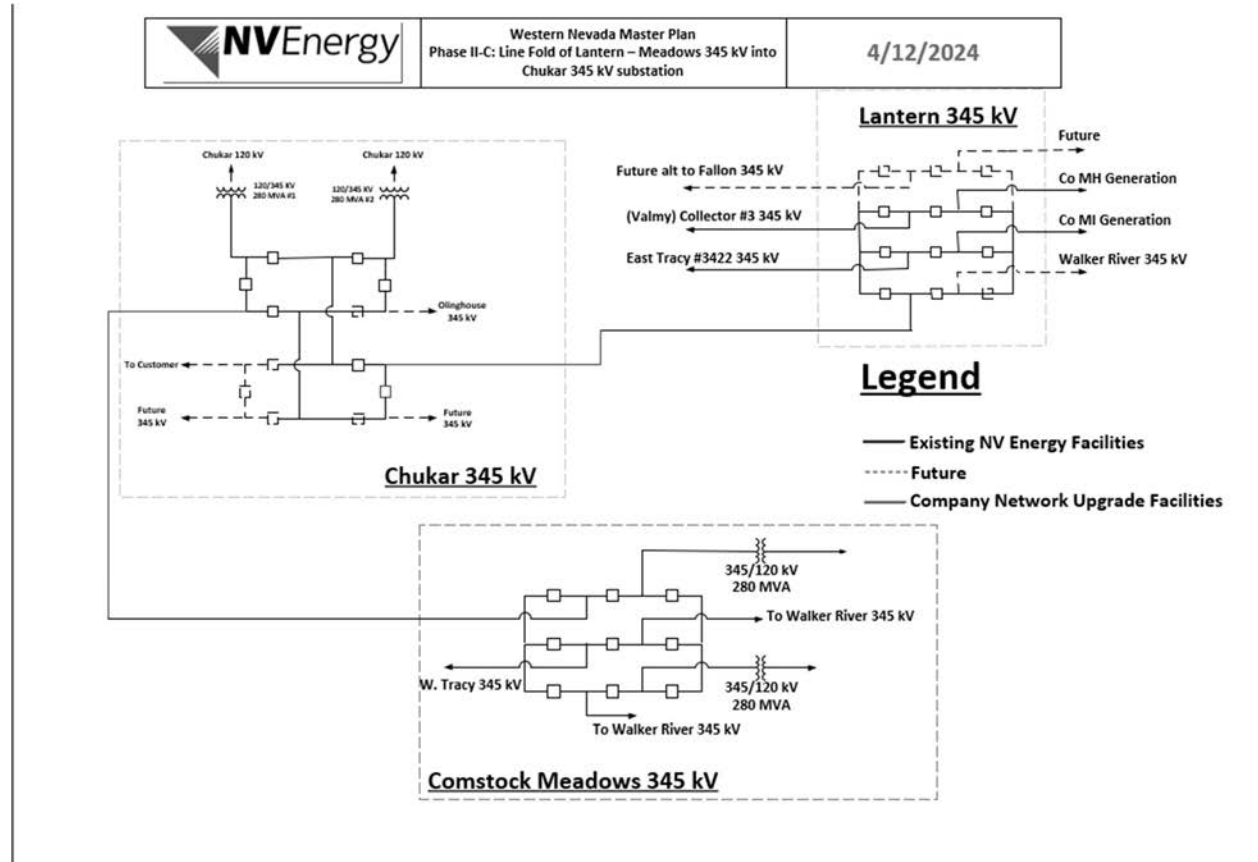 NVEnergy
Western Nevada Master Plan
Phase II-C: Line Fold of Lantern – Meadows 345 kV into
Chukar 345 kV substation
4/12/2024
Lantern 345 kV
Future
Future alt to Fallon 345 kV
Co MH Generation
(Valmy) Collector #3 345 kV
Co MI Generation
East Tracy #3422 345 kV
Walker River 345 kV
Chukar 120 kV
Chukar 120 kV
120/345 KV
280 MVA #1
120/345 KV
280 MVA #2
Olinghouse
345 kV
To Customer
Future
345 kV
Future
345 kV
Chukar 345 kV
Legend
Existing NV Energy Facilities
Future
Company Network Upgrade Facilities
345/120 kV
280 MVA
To Walker River 345 kV
W. Tracy 345 kV
345/120 kV
280 MVA
To Walker River 345 kV
Comstock Meadows 345 kV